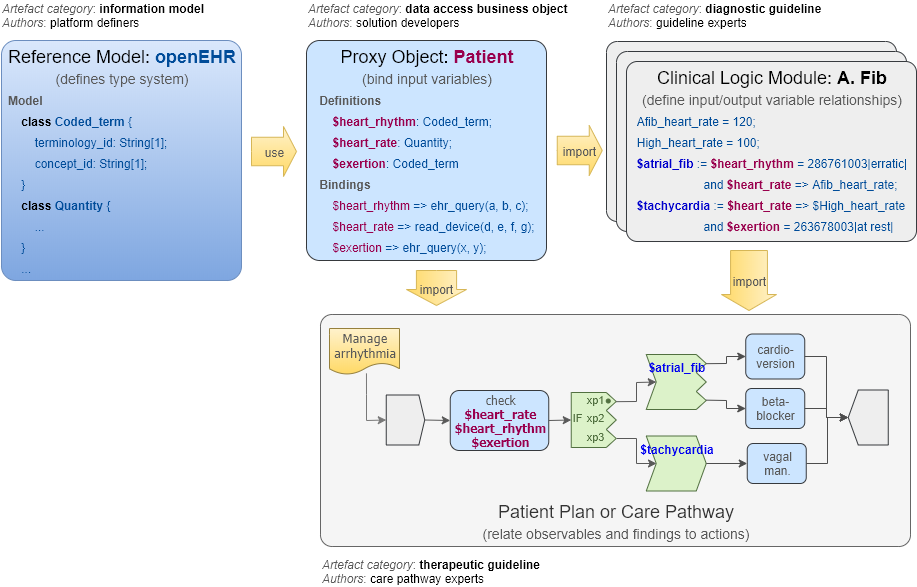 Artefact category: information model
Authors: platform definers
Reference Model: openEHR
(defines type system)
Model
class Coded_term {
terminology_id: String[1];
concept_id: String[1];
}
class Quantity {
...
}
...
use
Artefact category: data access business object
Authors: solution developers
Proxy Object: Patient
(bind input variables)
Definitions
$heart_rhythm: Coded_term;
$heart_rate: Quantity;
$exertion: Coded_term
Bindings
$heart_rhythm => ehr_query(a, b, c);
$heart_rate => read_device(d, e, f, g);
$exertion => ehr_query(x, y);
import
Artefact category: diagnostic guideline
Authors: guideline experts
Clinical Logic Module: A. Fib
(define input/output variable relationships)
Afib_heart_rate = 120;
High_heart_rate = 100;
$atrial_fib := $heart_rhythm = 286761003|erratic|
and $heart_rate => Afib_heart_rate;
$tachycardia := $heart_rate => $High_heart_rate
and $exertion = 263678003|at rest|
import
import
Manage
arrhythmia
check
$heart_rate
$heart_rhythm
$exertion
xp1
IF xp2
xp3
$atrial_fib
$tachycardia
cardio-
version
beta-
blocker
vagal
man.
Patient Plan or Care Pathway
(relate observables and findings to actions)
Artefact category: therapeutic guideline
Authors: care pathway experts